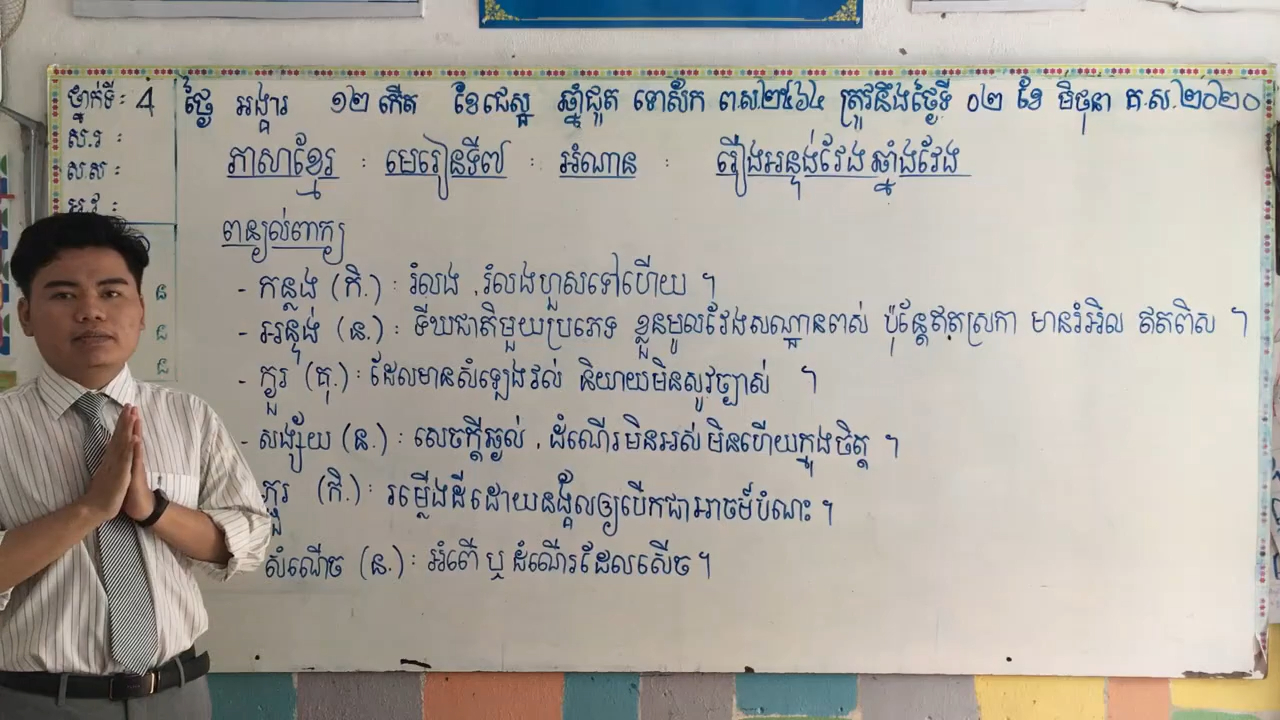 ថ្នាក់ទី: 4
ស.រ :
ស.ស :
អ.វ :
ថ្ងៃ អង្គារ ១២ កើត ខែជេស្ឋ ឆ្នាំជូត ទោស័ក ព.ស.២៥៦៤ ត្រូវនឹងថ្ងៃទី ០២ ខែ មិថុនា គ.ស.២០២០
ភាសាខ្មែរ : មេរៀនទី៧ : អំណាន : រឿងអន្ទង់វែង ឆ្នាំងវែង
ពន្យល់ពាក្យ
- កន្លង (កិ.) : រំលង , រំលងហួសទៅហើយ ។
- អន្ទង់ (ន.) : ទីឃជាតិមួយប្រភេទ ខ្លួនមូលវែងសណ្ឋានពស់ ប៉ុន្តែឥតស្រកា មានរំអិល ឥតពិស ។
- ក្ងួរ (គុ.) : ដែលមានសំឡេងវល់ និយាយមិនសូវច្បាស់ ។
- សង្ស័យ (ន.) : សេចក្តីឆ្ងល់ , ដំណើរមិនអស់ មិនហើយក្នុងចិត្ត ។
ភ្ជួរ (កិ.) : រម្លើងដីដោយនង្គ័លឲ្យបើកជាអាចម៍បំណះ ។
សំណើច (ន.) : អំពើ ឬ ដំណើរដែលសើច ។